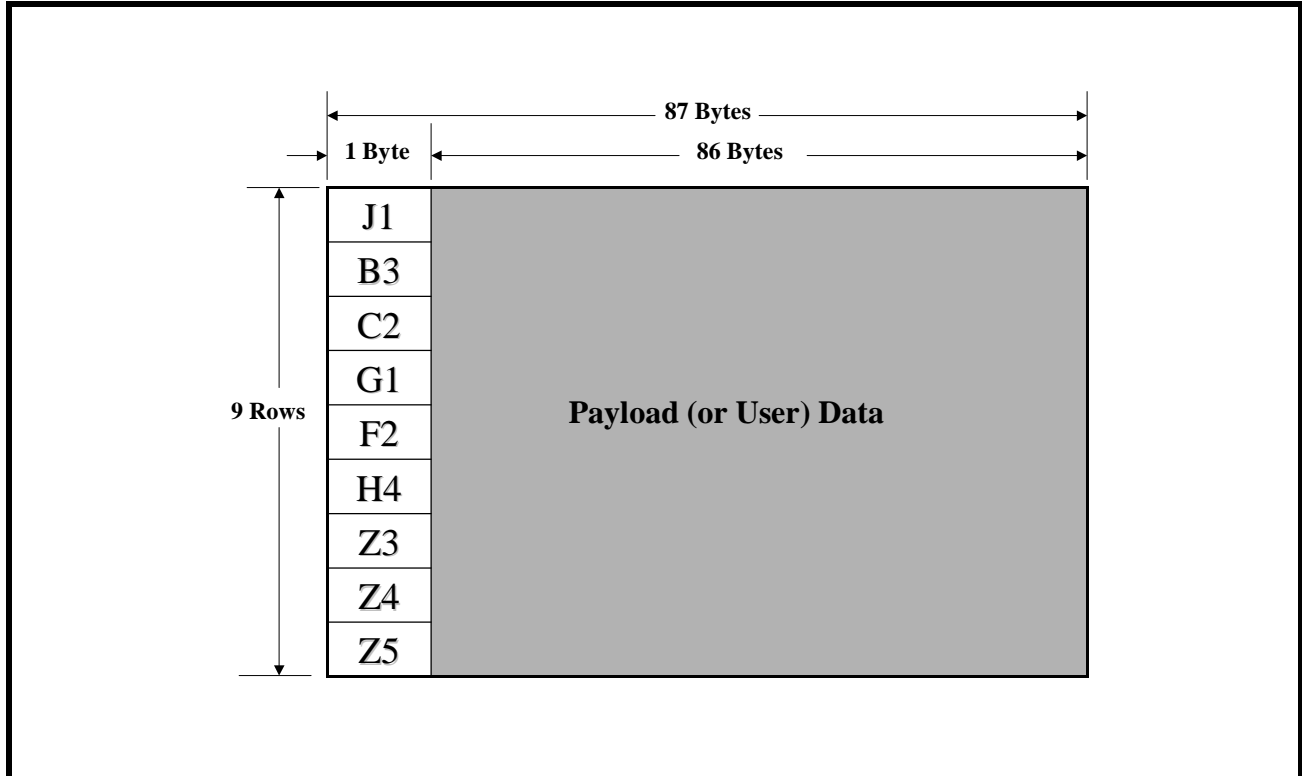 87 Bytes
1 Byte
86 Bytes
J1
B3
C2
G1
F2
H4
Z3
Z4
Z5
9 Rows
Payload (or User) Data